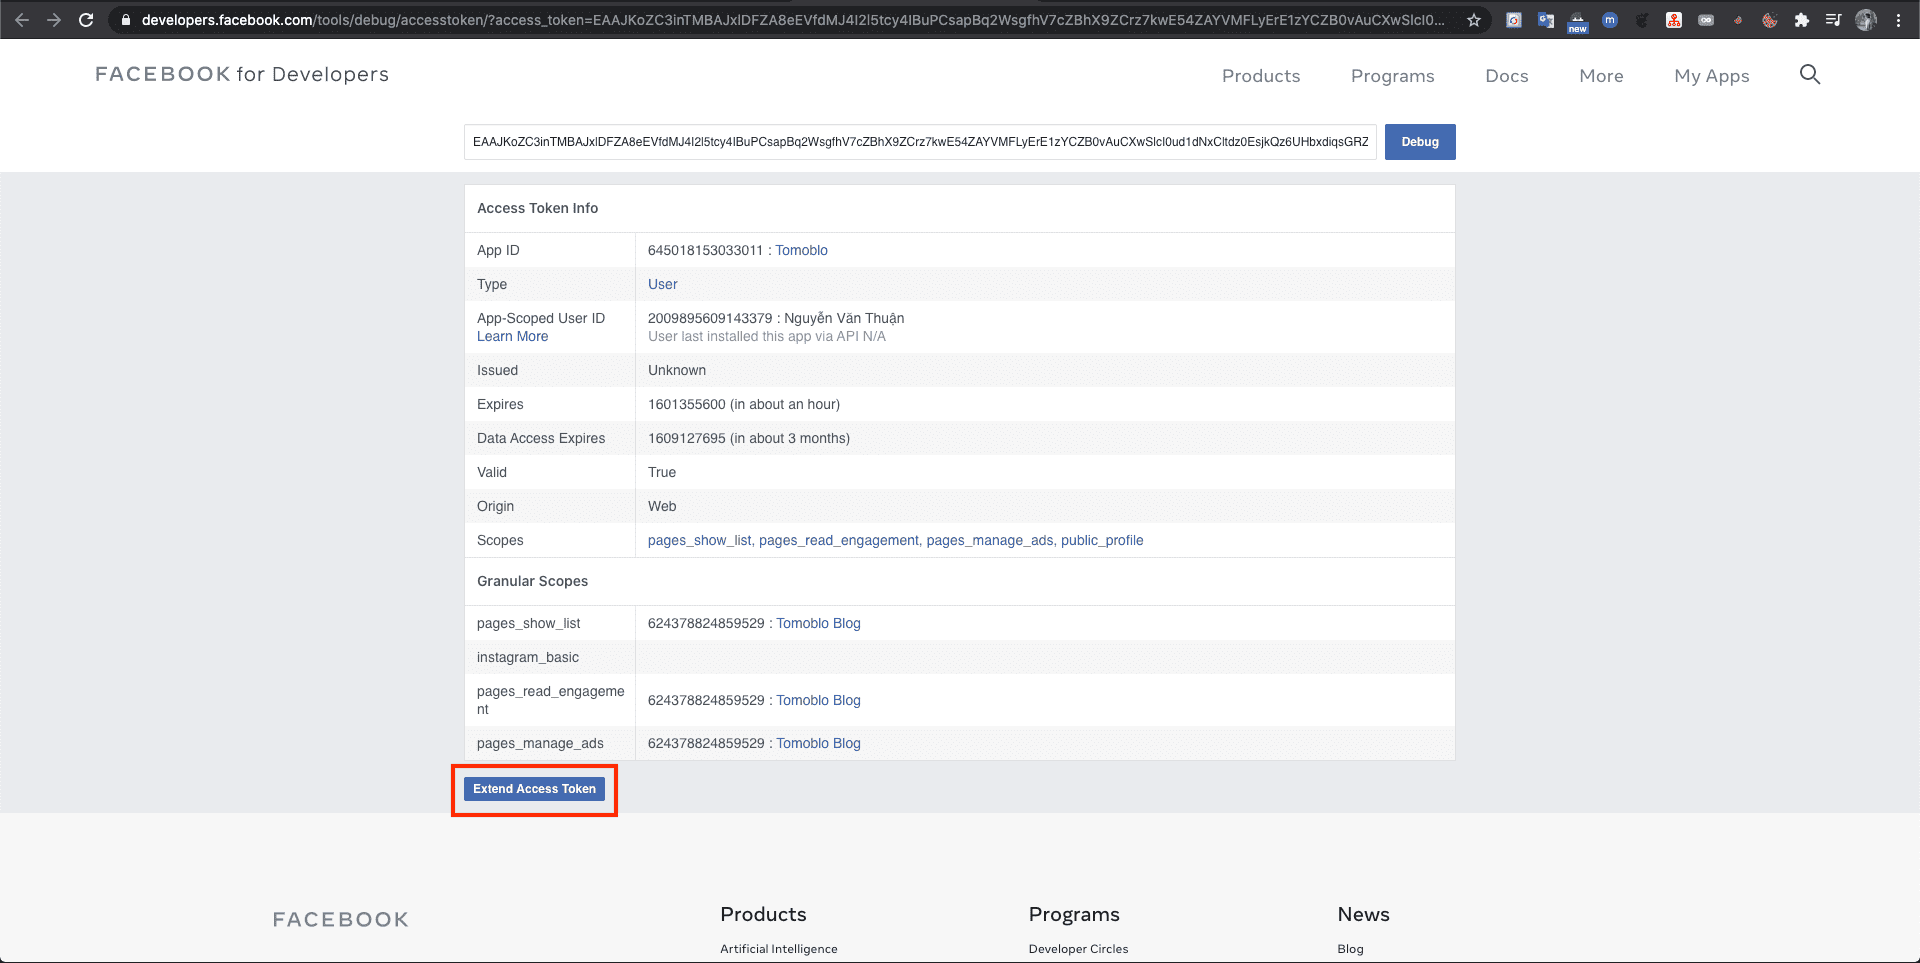 developers.facebook.com/tools/debug/accesstoken/?access_token=EAAJKoZC3inTMBAJxIDFZA8eEVfdMJ4I2I5tcy4IBuPCsapBq2WsgfhV7cZBhX9ZCrz7kwE54ZAYVMFLyErE1zYCZB0vAuCXwSIcI0...
new
FACEBOOK for Developers
Products
Programs
Docs
More
My Apps
EAAJKoZC3inTMBAJxIDFZA8eEVfdMJ4I2I5tcy4IBuPCsapBq2WsgfhV7cZBhX9ZCrz7kwE54ZAYVMFLyErE1zYCZB0vAuCXwSIcI0ud1dNxCItdz0EsjkQz6UHbxdiqsGRZ
Debug
Access Token Info
App ID
645018153033011 : Tomoblo
Type
User
App-Scoped User ID
Learn More
2009895609143379 : Nguyễn Văn Thuận
User last installed this app via API N/A
Issued
Unknown
Expires
1601355600 (in about an hour)
Data Access Expires
1609127695 (in about 3 months)
Valid
True
Origin
Web
Scopes
pages_show_list, pages_read_engagement, pages_manage_ads, public_profile
Granular Scopes
pages_show_list
624378824859529 : Tomoblo Blog
instagram_basic
pages_read_engageme
nt
624378824859529 : Tomoblo Blog
pages_manage_ads
624378824859529 : Tomoblo Blog
Extend Access Token
FACEBOOK
Products
Programs
News
Artificial Intelligence
Developer Circles
Blog